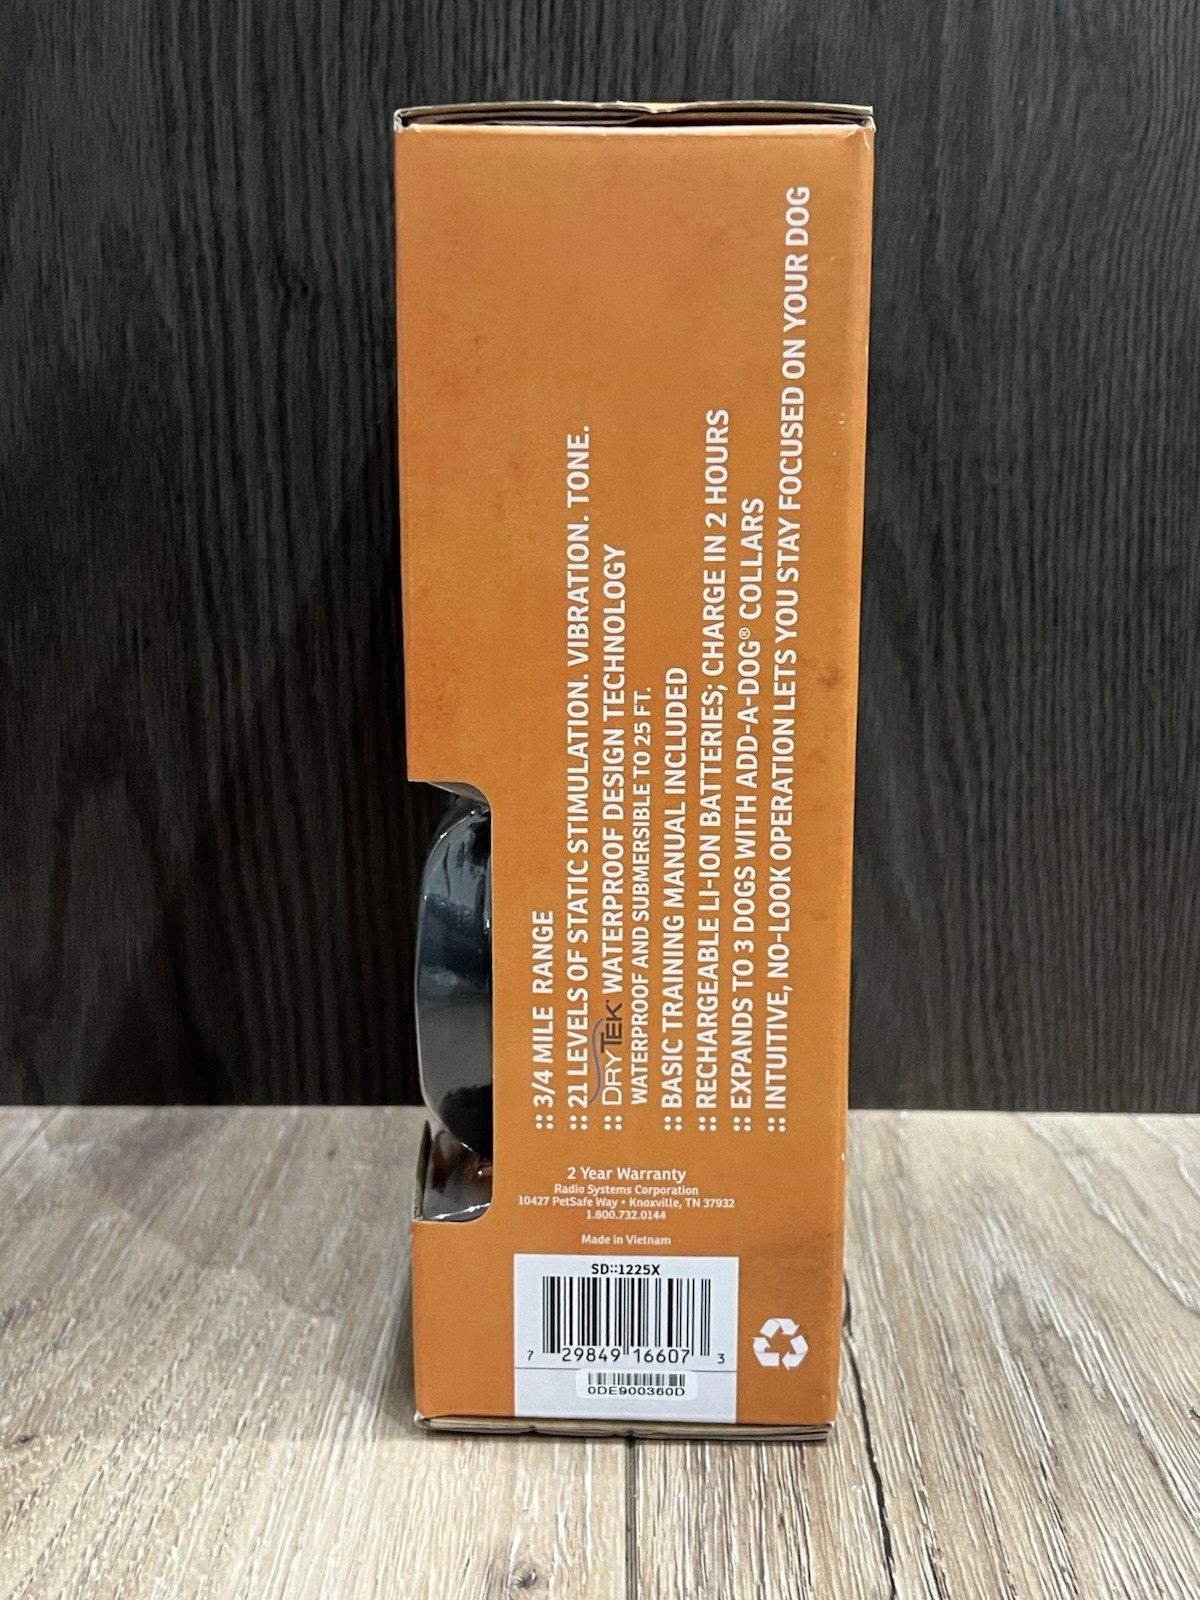 :: 3/4 MILE RANGE
:: 21 LEVELS OF STATIC STIMULATION. VIBRATION. TONE.
:: DRYTEK™ WATERPROOF DESIGN TECHNOLOGY
WATERPROOF AND SUBMERSIBLE TO 25 FT.
:: BASIC TRAINING MANUAL INCLUDED
:: RECHARGEABLE LI-ION BATTERIES; CHARGE IN 2 HOURS
:: EXPANDS TO 3 DOGS WITH ADD-A-DOG® COLLARS
:: INTUITIVE, NO-LOOK OPERATION LETS YOU STAY FOCUSED ON YOUR DOG
2 Year Warranty
Radio Systems Corporation
10427 PetSafe Way • Knoxville, TN 37932
1.800.732.0144
Made in Vietnam
SD::1225X
7 29849 16607 3
0DE900360D